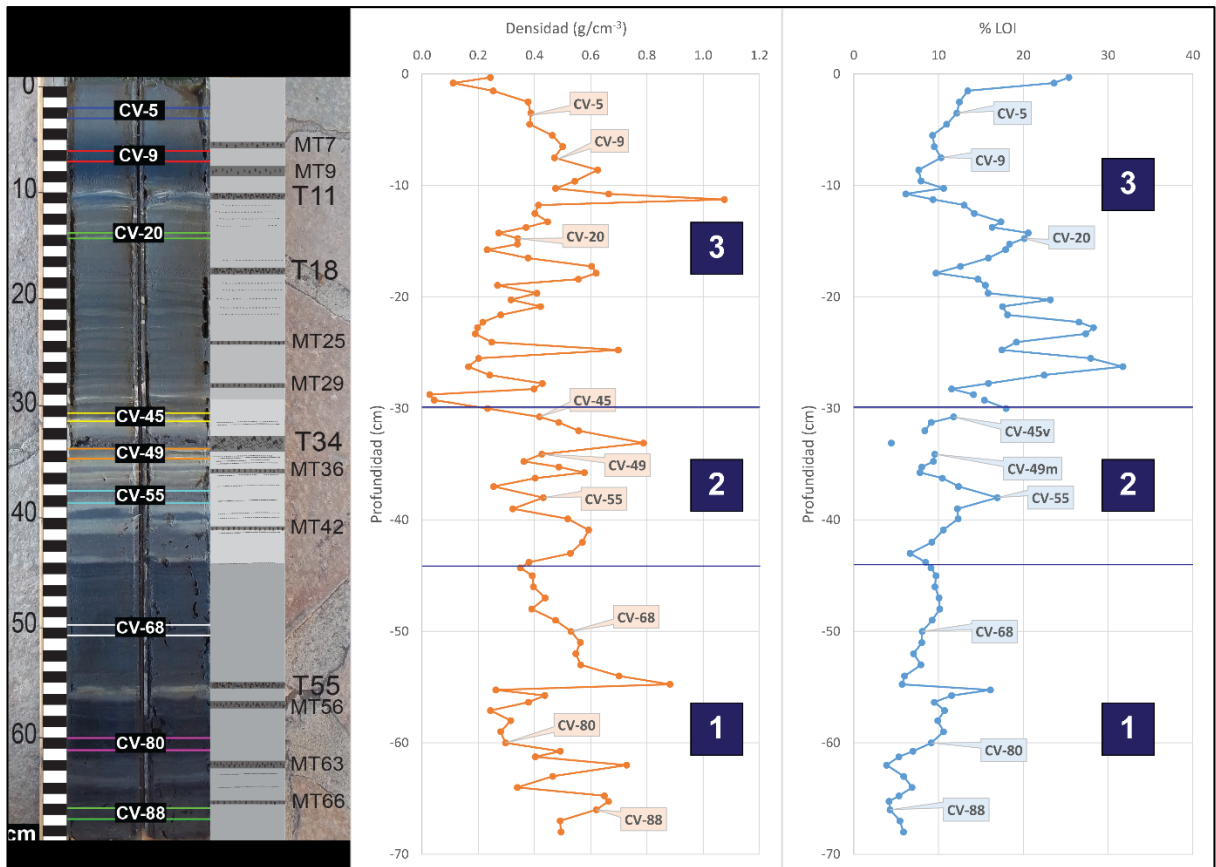 0
10
20
30
40
50
60
cm
CV-5
CV-9
CV-20
CV-45
CV-49
CV-55
CV-68
CV-80
CV-88
MT7
MT9
T11
T18
MT25
MT29
T34
MT36
MT42
T55
MT56
MT63
MT66
Densidad (g/cm⁻³)
0.0 0.2 0.4 0.6 0.8 1.0 1.2
Profundidad (cm)
0
-10
-20
-30
-40
-50
-60
-70
CV-5
CV-9
CV-20
CV-45
CV-49
CV-55
CV-68
CV-80
CV-88
3
2
1
% LOI
0 10 20 30 40
Profundidad (cm)
0
-10
-20
-30
-40
-50
-60
-70
CV-5
CV-9
CV-20
CV-45v
CV-49m
CV-55
CV-68
CV-80
CV-88
3
2
1